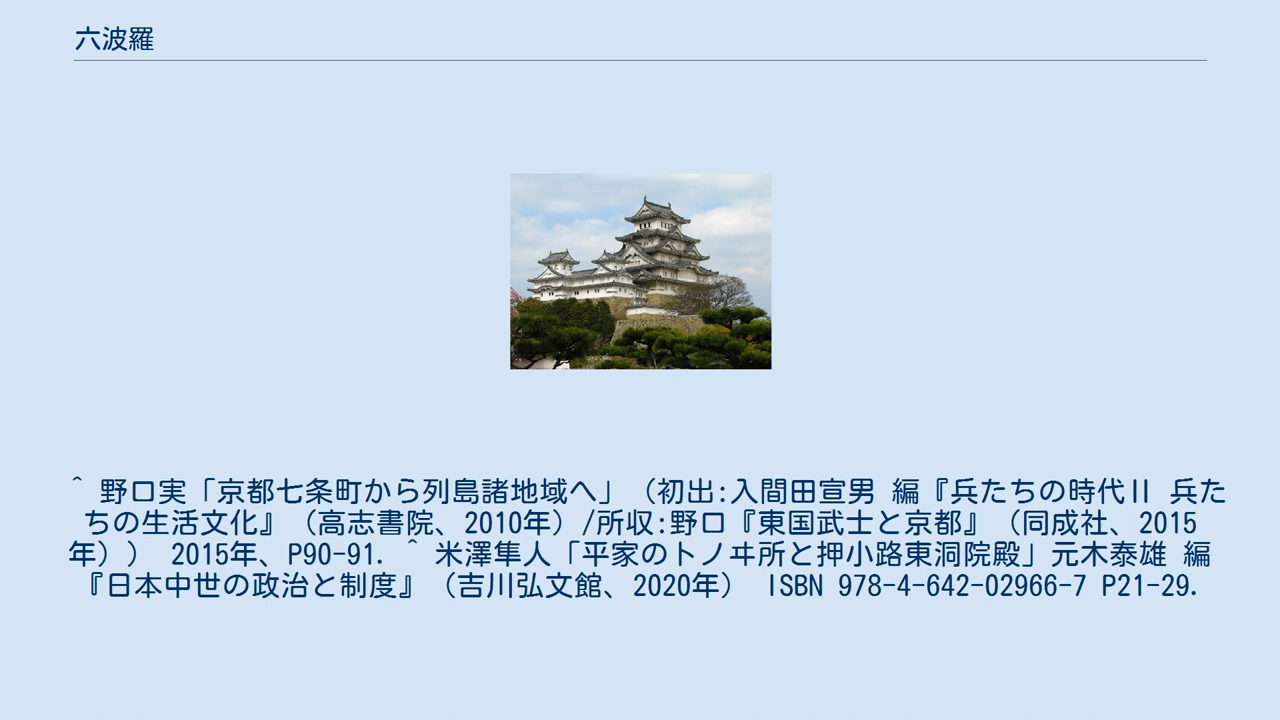 六波羅
^ 野口実「京都七条町から列島諸地域へ」（初出:入間田宣男 編『兵たちの時代II 兵た
ちの生活文化』（高志書院、2010年）/所収:野口『東国武士と京都』（同成社、2015
年）） 2015年、P90-91. ^ 米澤隼人「平家のトノヰ所と押小路東洞院殿」元木泰雄 編
『日本中世の政治と制度』（吉川弘文館、2020年） ISBN 978-4-642-02966-7 P21-29.